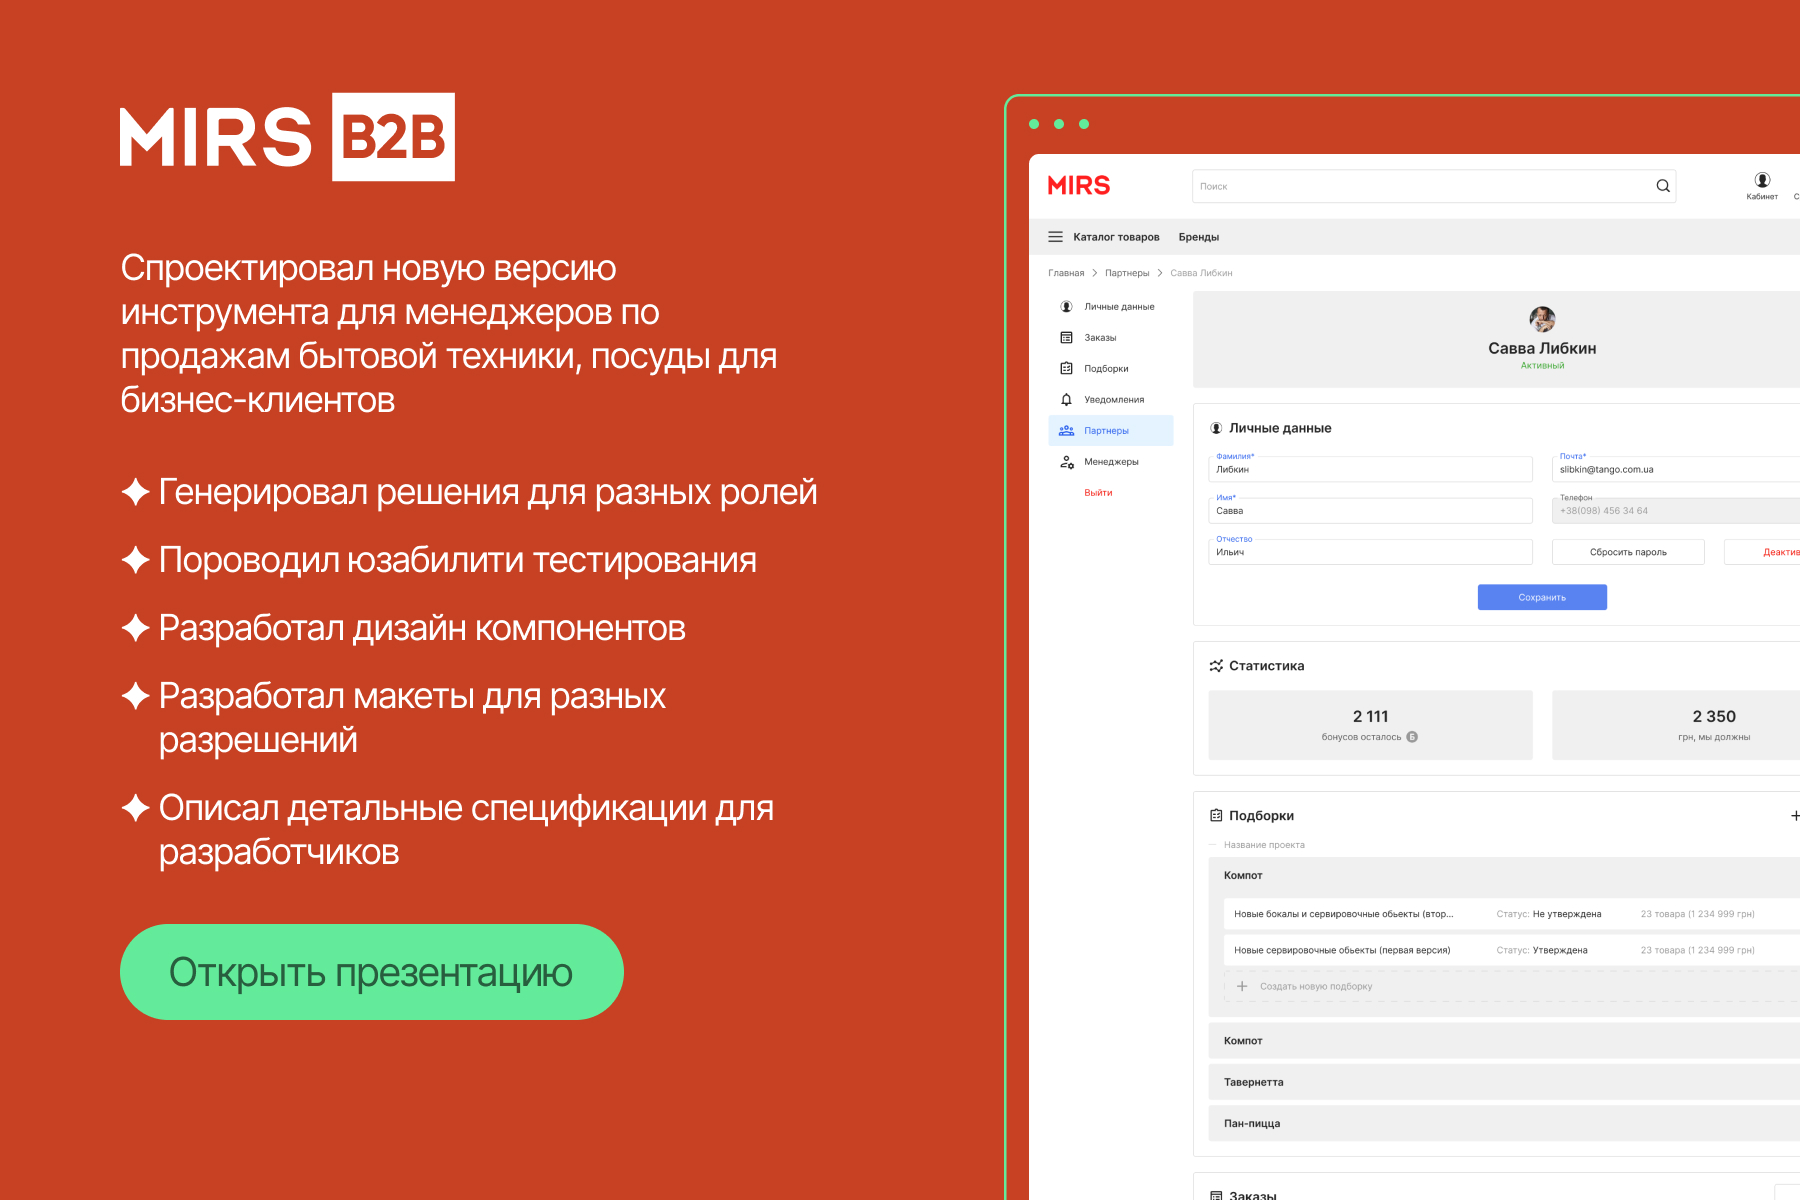 MIRS B2B
Спроектировал новую версию
инструмента для менеджеров по
продажам бытовой техники, посуды для
бизнес-клиентов
Генерировал решения для разных ролей
Пороводил юзабилити тестирования
Разработал дизайн компонентов
Разработал макеты для разных
разрешений
Описал детальные спецификации для
разработчиков
Открыть презентацию
MIRS
Поиск
Кабинет
Каталог товаров Бренды
Главная > Партнеры > Савва Либкин
Личные данные
Заказы
Подборки
Уведомления
Партнеры
Менеджеры
Выйти
Савва Либкин
Активный
Личные данные
Фамилия*
Либкин
Почта*
slibkin@tango.com.ua
Имя*
Савва
Телефон
+38(098) 456 34 64
Отчество
Ильич
Сбросить пароль
Деактив
Сохранить
Статистика
2 111
бонусов осталось Б
2 350
грн, мы должны
Подборки
Название проекта
Компот
Новые бокалы и сервировочные обьекты (втор... Статус: Не утверждена 23 товара (1 234 999 грн)
Новые сервировочные обьекты (первая версия) Статус: Утверждена 23 товара (1 234 999 грн)
Создать новую подборку
Компот
Тавернетта
Пан-пицца
Заказы